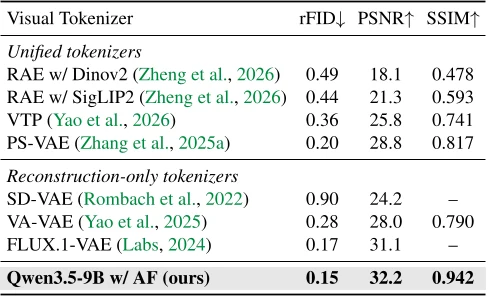 Visual Tokenizer rFID↓ PSNR↑ SSIM↑
Unified tokenizers
RAE w/ Dinov2 (Zheng et al., 2026) 0.49 18.1 0.478
RAE w/ SigLIP2 (Zheng et al., 2026) 0.44 21.3 0.593
VTP (Yao et al., 2026) 0.36 25.8 0.741
PS-VAE (Zhang et al., 2025a) 0.20 28.8 0.817
Reconstruction-only tokenizers
SD-VAE (Rombach et al., 2022) 0.90 24.2 –
VA-VAE (Yao et al., 2025) 0.28 28.0 0.790
FLUX.1-VAE (Labs, 2024) 0.17 31.1 –
Qwen3.5-9B w/ AF (ours) 0.15 32.2 0.942